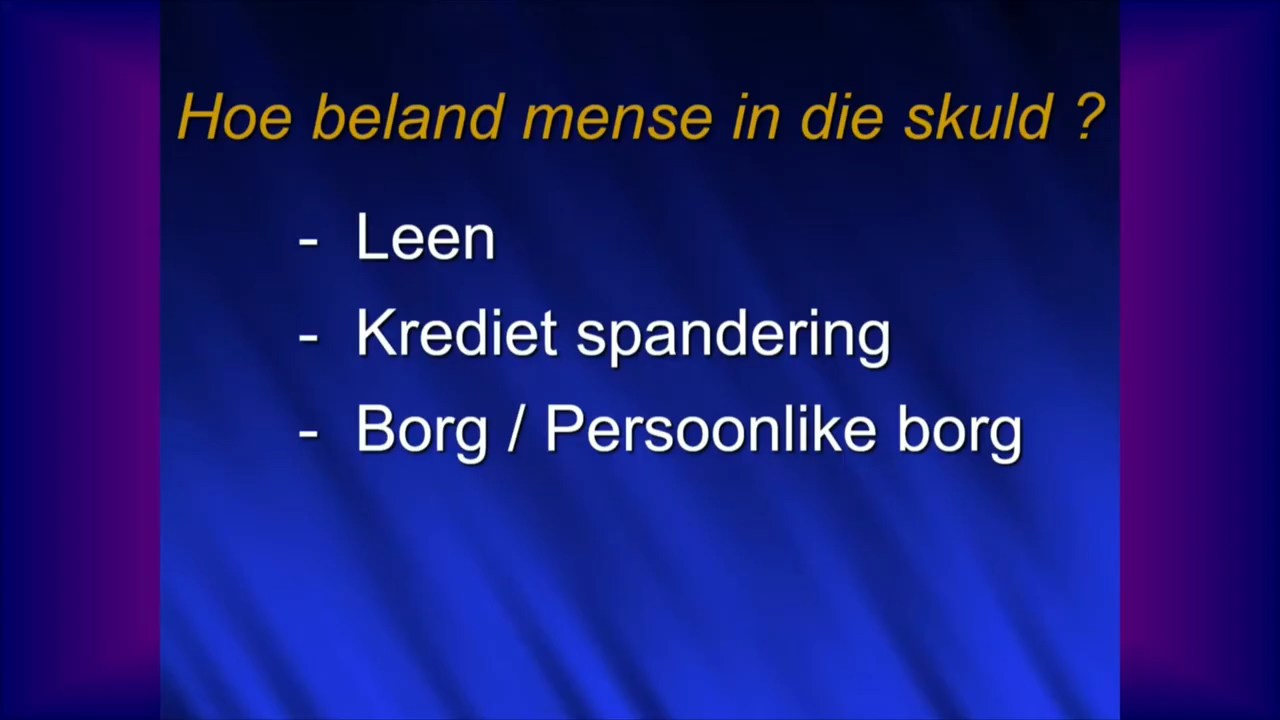 Hoe beland mense in die skuld ?
- Leen
- Krediet spandering
- Borg / Persoonlike borg